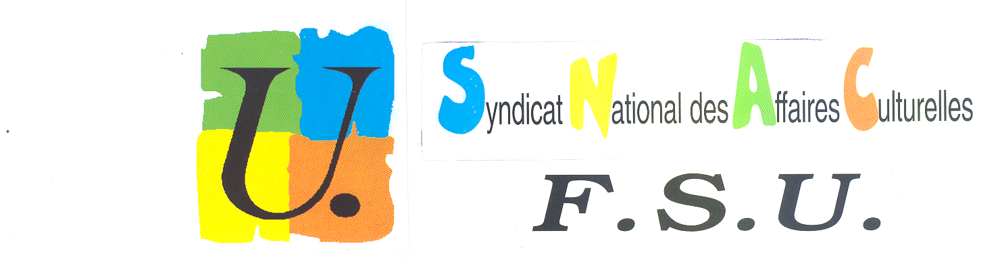 U.
Syndicat National des Affaires Culturelles
F.S.U.